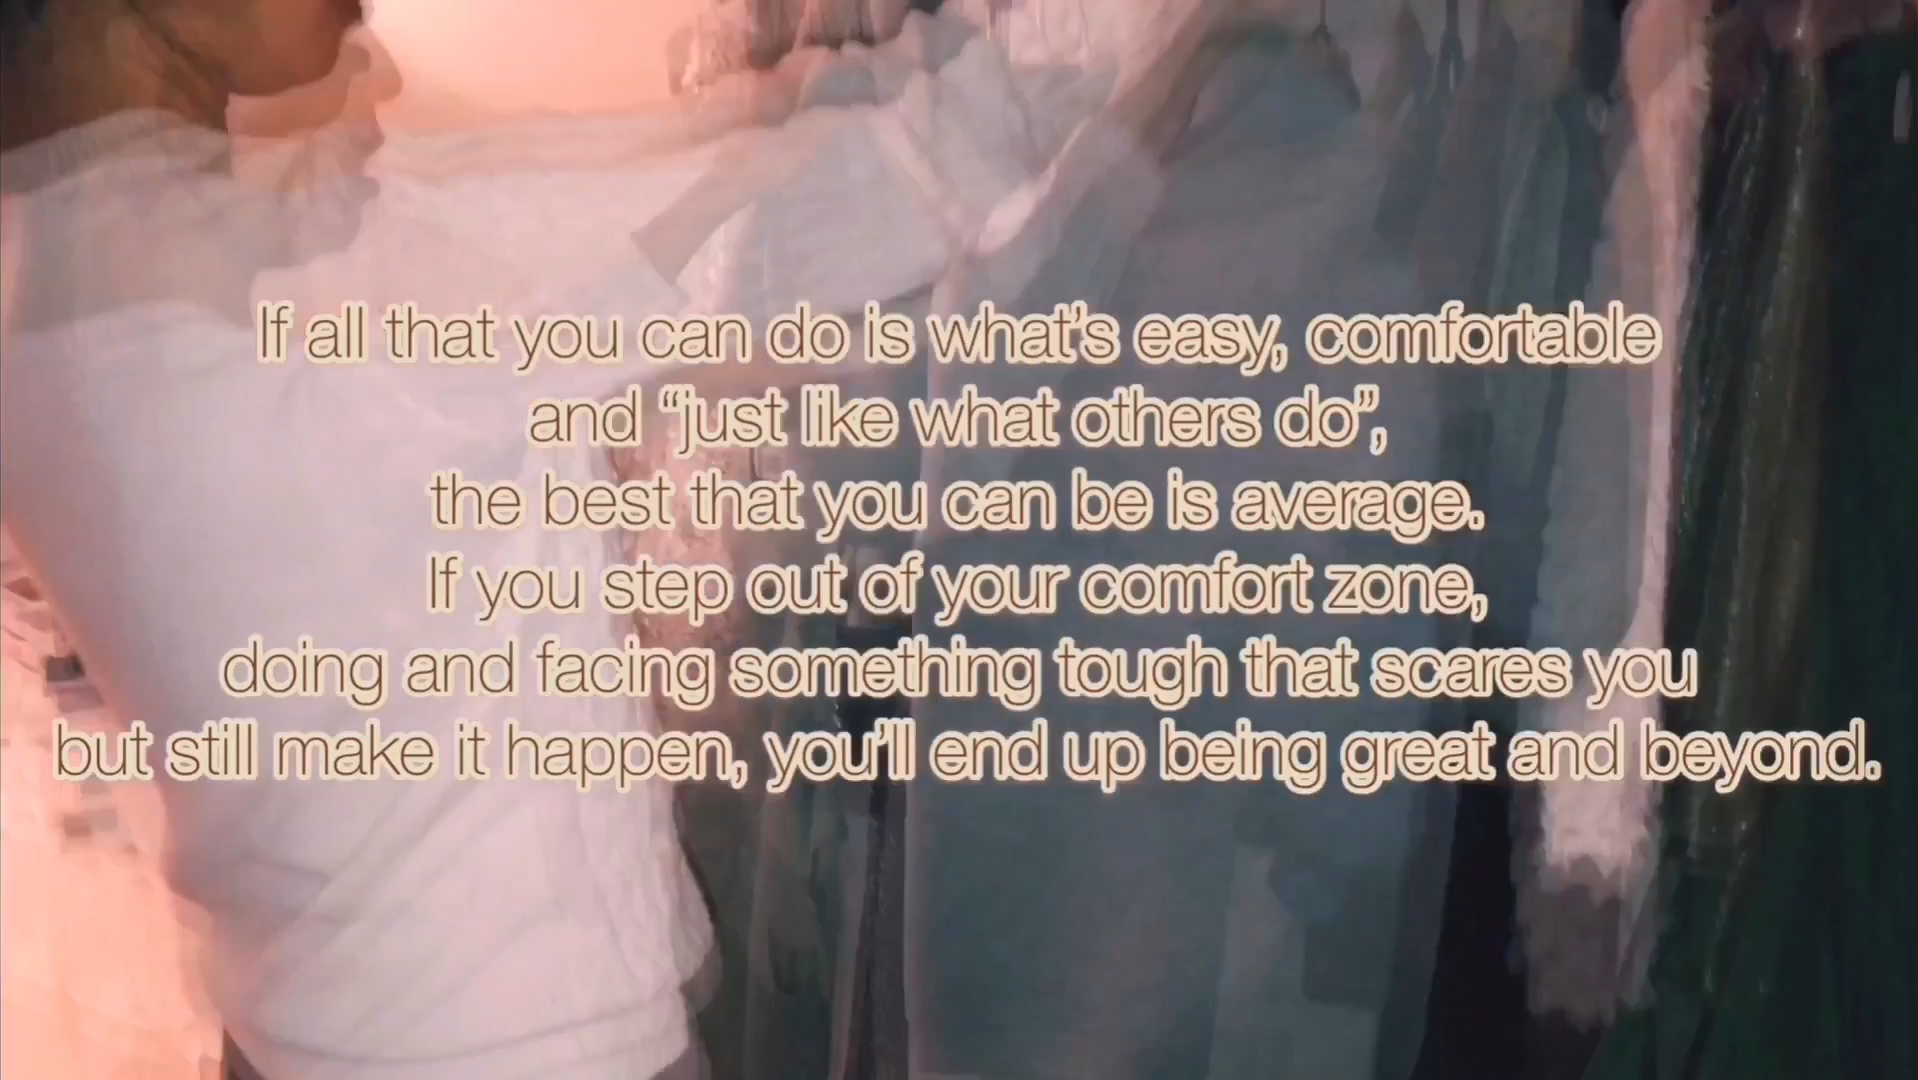 If all that you can do is what's easy, comfortable
and “just like what others do”,
the best that you can be is average.
If you step out of your comfort zone,
doing and facing something tough that scares you
but still make it happen, you'll end up being great and beyond.